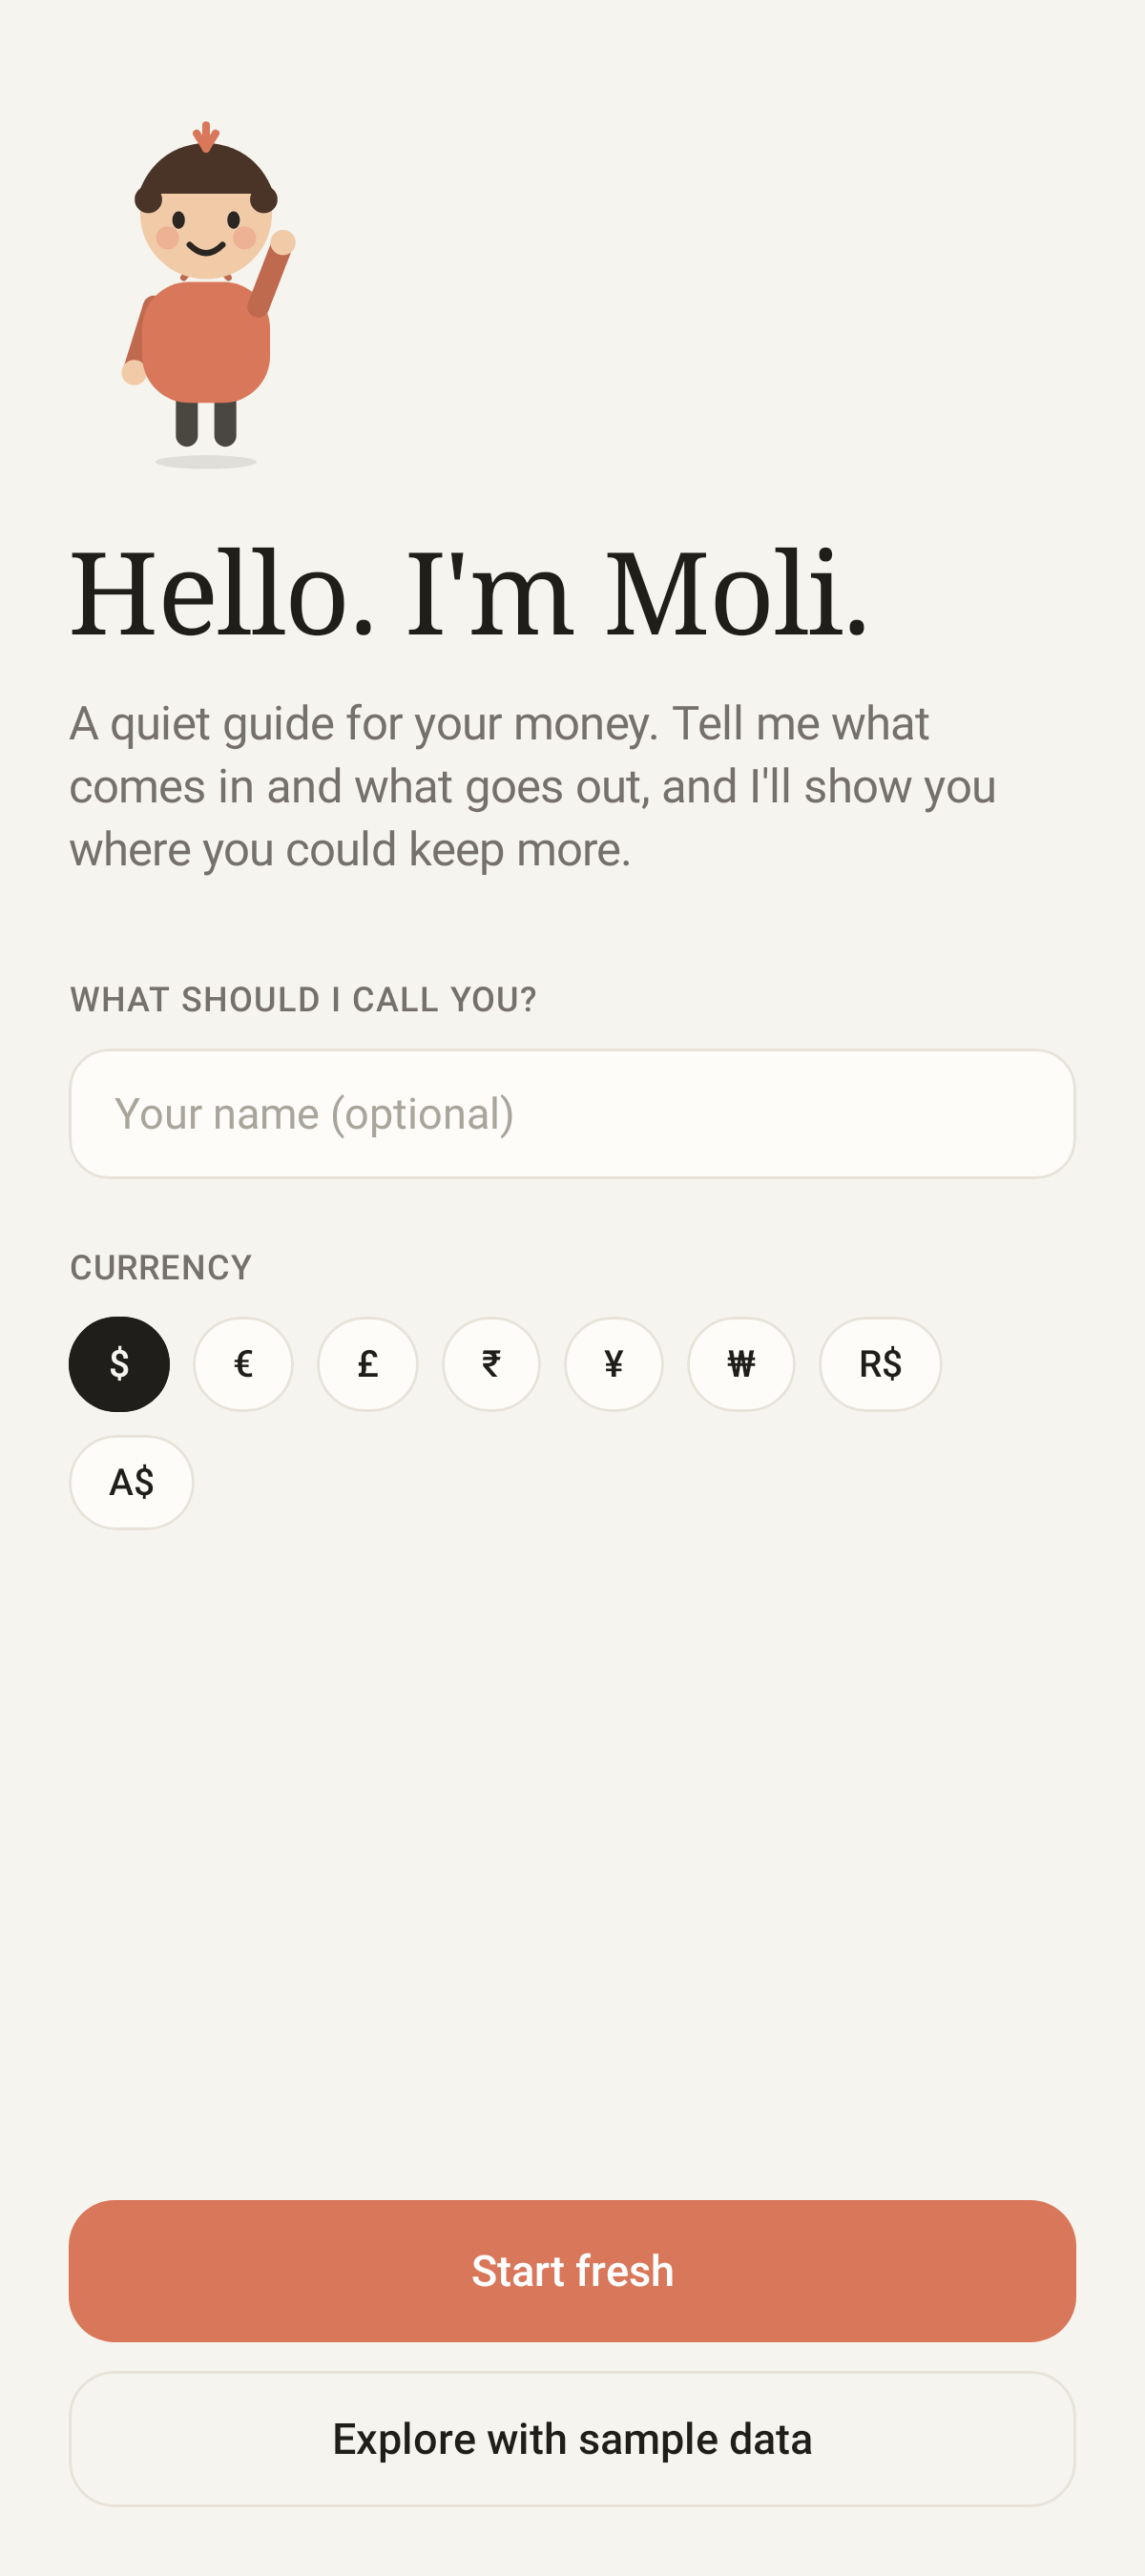 Hello. I'm Moli.
A quiet guide for your money. Tell me what
comes in and what goes out, and I'll show you
where you could keep more.
WHAT SHOULD I CALL YOU?
Your name (optional)
CURRENCY
$ € £ ₹ ¥ ₩ R$
A$
Start fresh
Explore with sample data